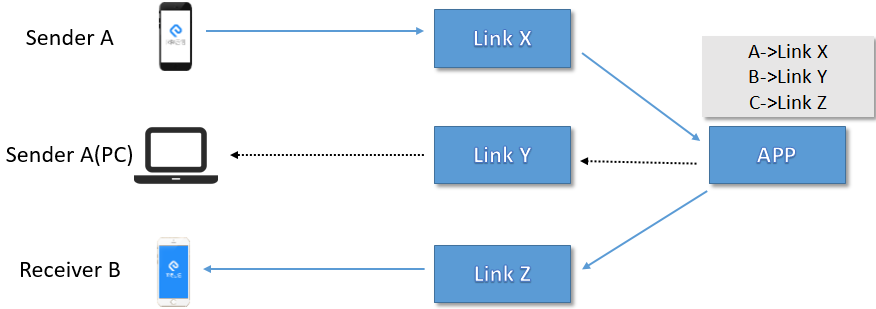 Sender A
Link X
A->Link X
B->Link Y
C->Link Z
Sender A(PC)
Link Y
APP
Receiver B
Link Z